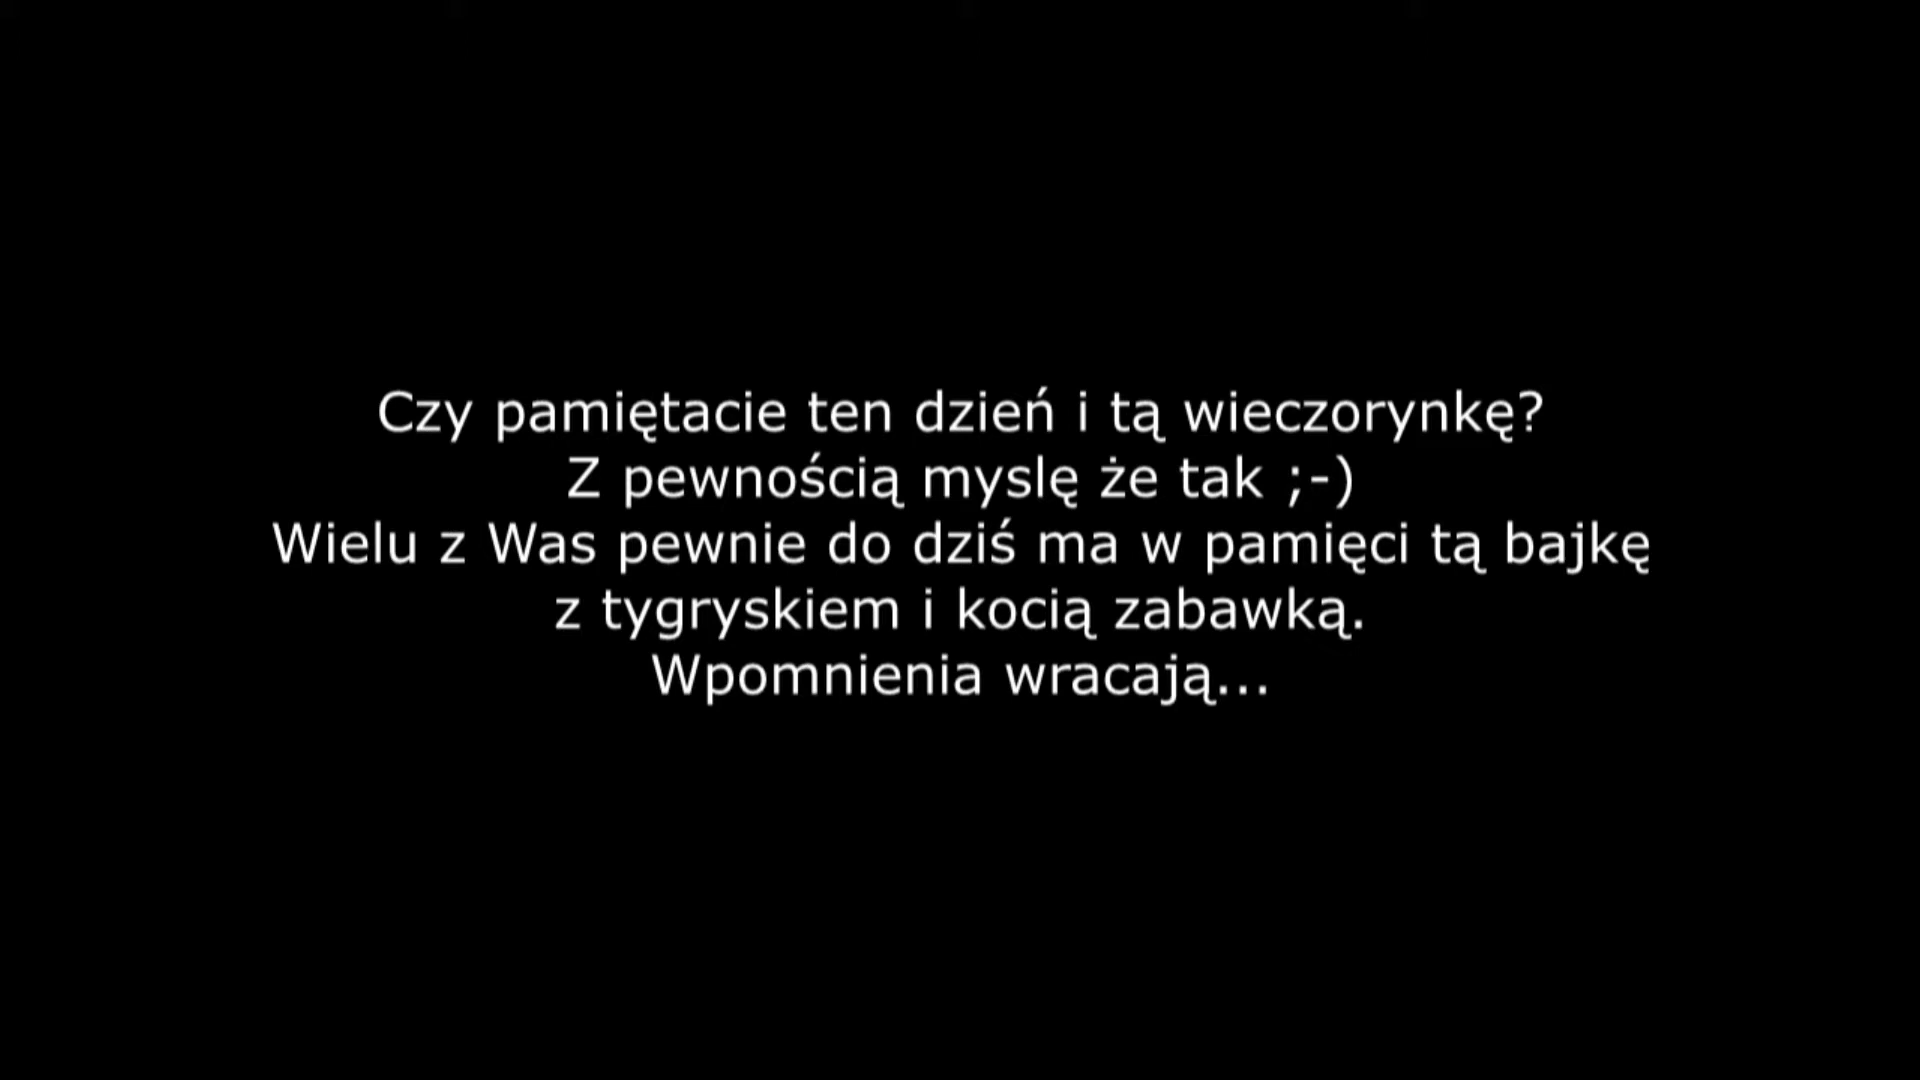 Czy pamiętacie ten dzień i tą wieczorynkę?
Z pewnością myslę że tak ;-)
Wielu z Was pewnie do dziś ma w pamięci tą bajkę
z tygryskiem i kocią zabawką.
Wpomnienia wracają...